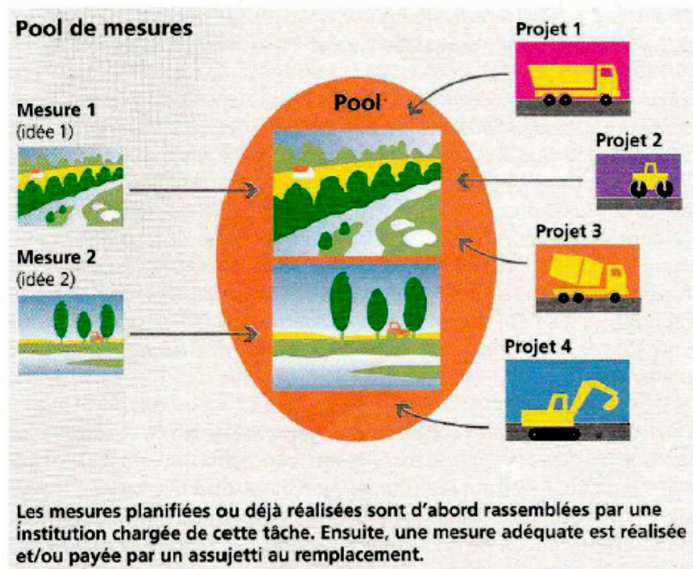 Pool de mesures
Projet 1
Pool
Mesure 1
(idée 1)
Projet 2
Projet 3
Mesure 2
(idée 2)
Projet 4
Les mesures planifiées ou déjà réalisées sont d'abord rassemblées par une
institution chargée de cette tâche. Ensuite, une mesure adéquate est réalisée
et/ou payée par un assujetti au remplacement.